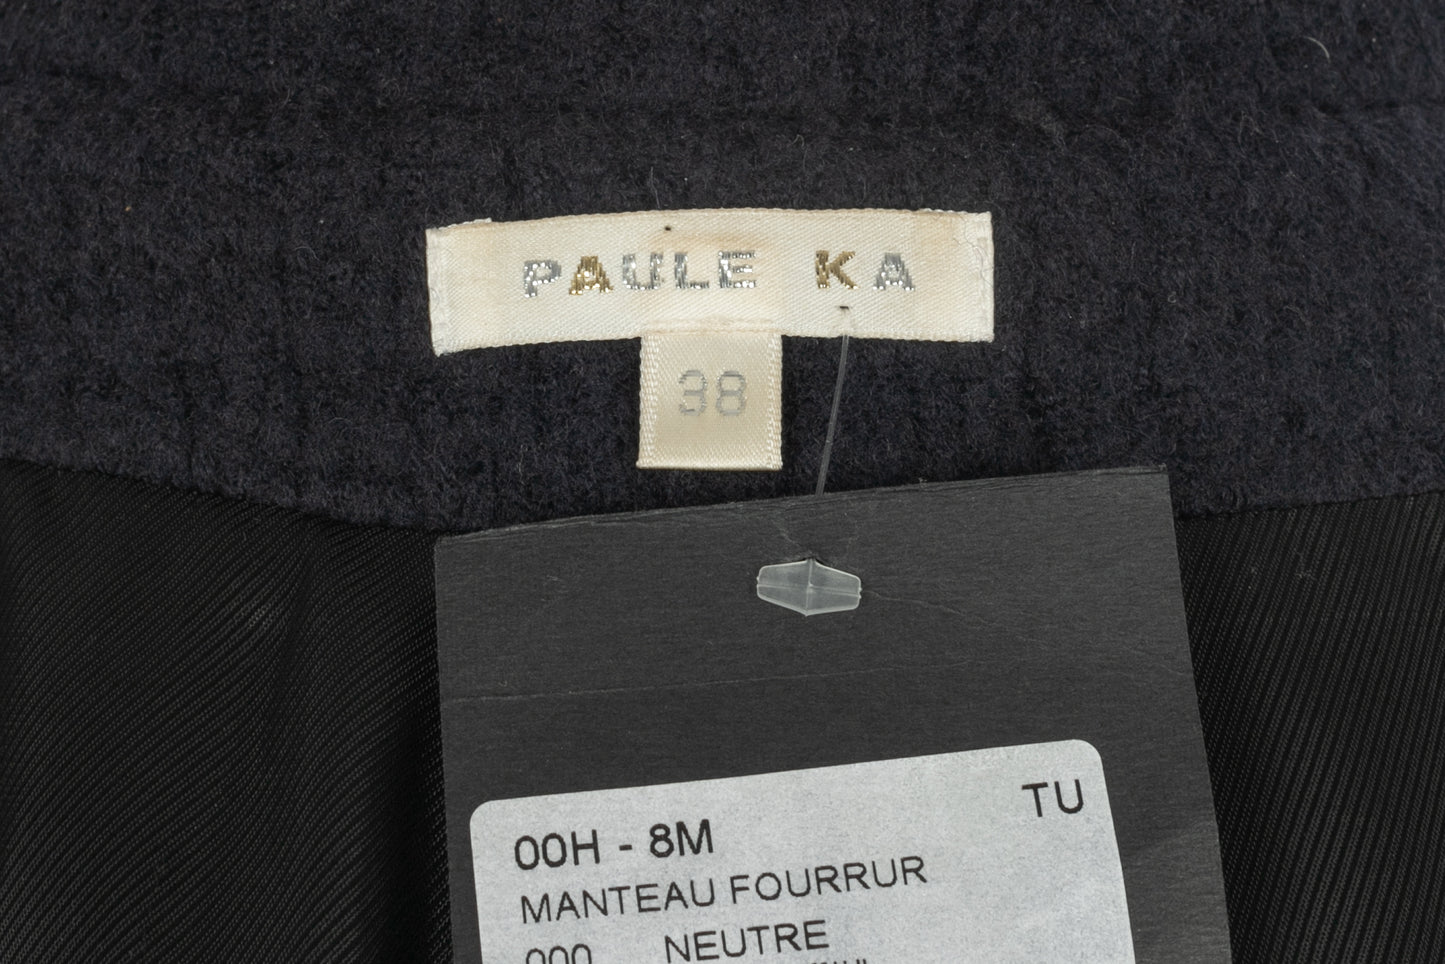 PAULE KA
38
TU
00H - 8M
MANTEAU FOURRUR
000 NEUTRE